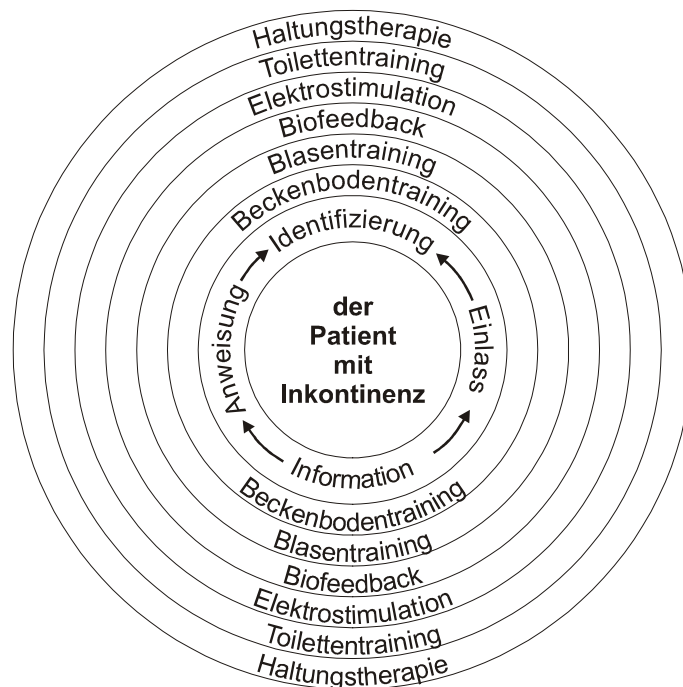 Haltungstherapie
Toilettentraining
Elektrostimulation
Biofeedback
Blasentraining
Beckenbodentraining
Identifizierung
Anweisung
Einlass
der
Patient
mit
Inkontinenz
Information
Beckenbodentraining
Blasentraining
Biofeedback
Elektrostimulation
Toilettentraining
Haltungstherapie